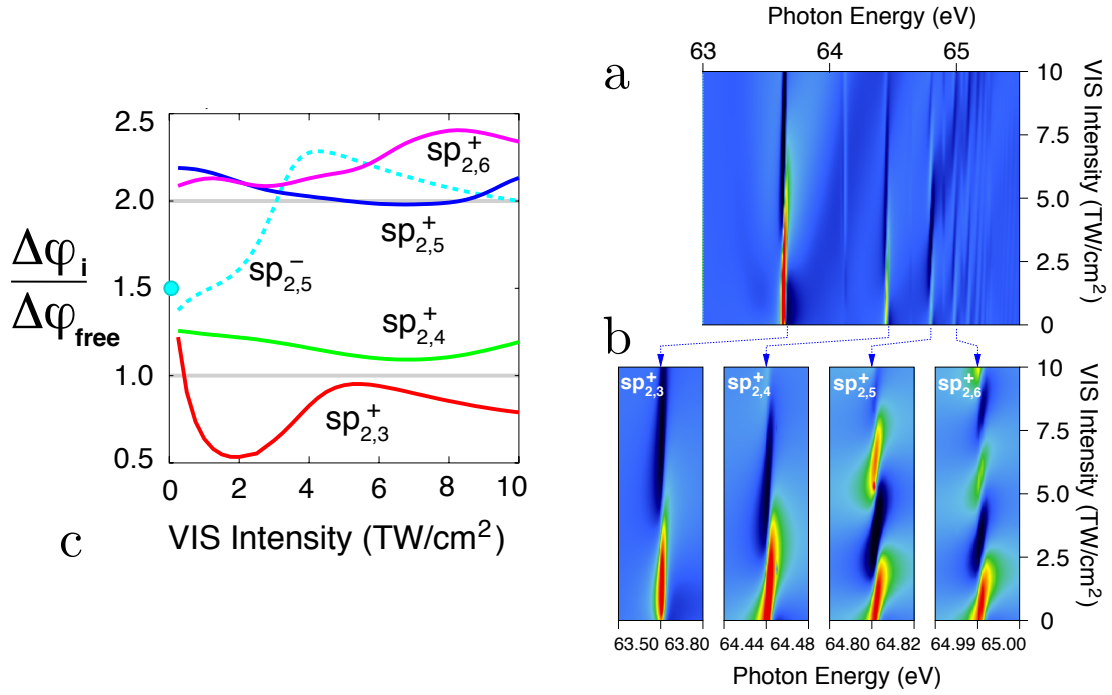 Δφᵢ
Δφfree
2.5
2.0
1.5
1.0
0.5
sp⁺2,6
sp⁺2,5
sp⁻2,5
sp⁺2,4
sp⁺2,3
0 2 4 6 8 10
c VIS Intensity (TW/cm²)
Photon Energy (eV)
63 64 65
a
10
7.5
5.0
2.5
0
VIS Intensity (TW/cm²)
b
sp⁺2,3 sp⁺2,4 sp⁺2,5 sp⁺2,6
10
7.5
5.0
2.5
0
VIS Intensity (TW/cm²)
63.50 63.80 64.44 64.48 64.80 64.82 64.99 65.00
Photon Energy (eV)